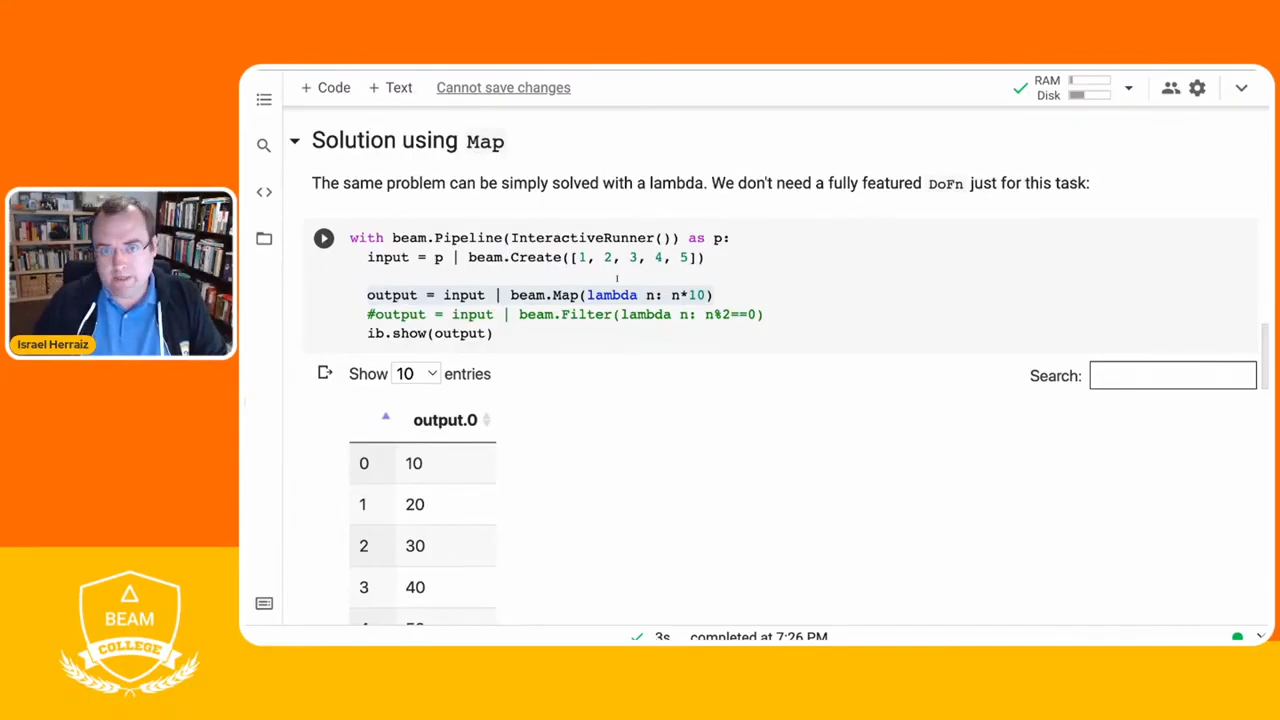 + Code + Text Cannot save changes
RAM
Disk
Solution using Map
The same problem can be simply solved with a lambda. We don't need a fully featured DoFn just for this task:
with beam.Pipeline(InteractiveRunner()) as p:
input = p | beam.Create([1, 2, 3, 4, 5])
output = input | beam.Map(lambda n: n*10)
#output = input | beam.Filter(lambda n: n%2==0)
ib.show(output)
Israel Herraiz
Show 10 entries
Search:
output.0
0 10
1 20
2 30
3 40
3s completed at 7:26 PM
BEAM
COLLEGE